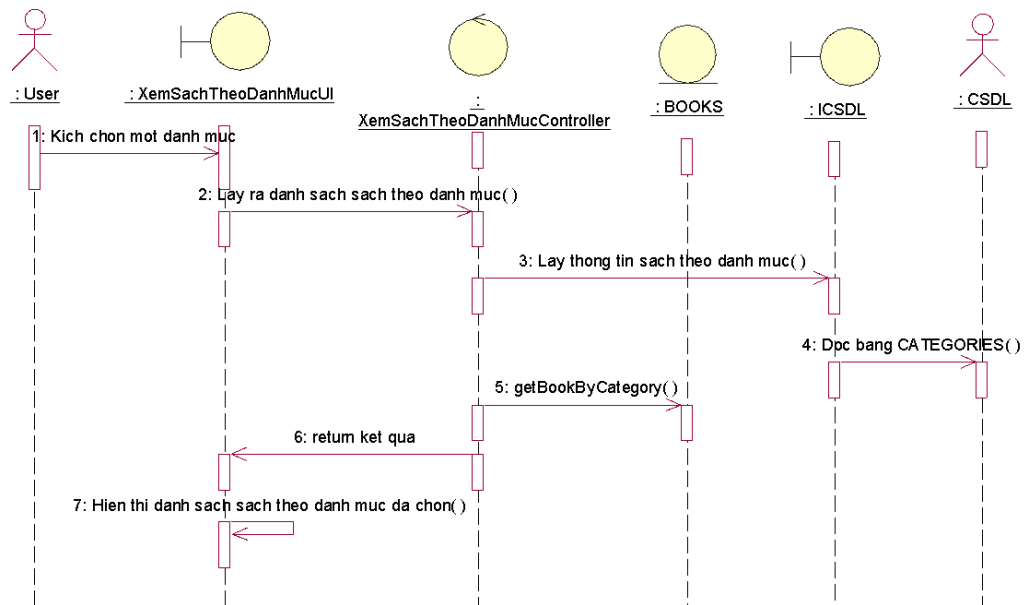 : User
: XemSachTheoDanhMucUI
:
XemSachTheoDanhMucController
: BOOKS
: ICSDL
: CSDL
1: Kich chon mot danh muc
2: Lay ra danh sach sach theo danh muc( )
3: Lay thong tin sach theo danh muc( )
4: Doc bang CATEGORIES( )
5: getBookByCategory( )
6: return ket qua
7: Hien thi danh sach sach theo danh muc da chon( )